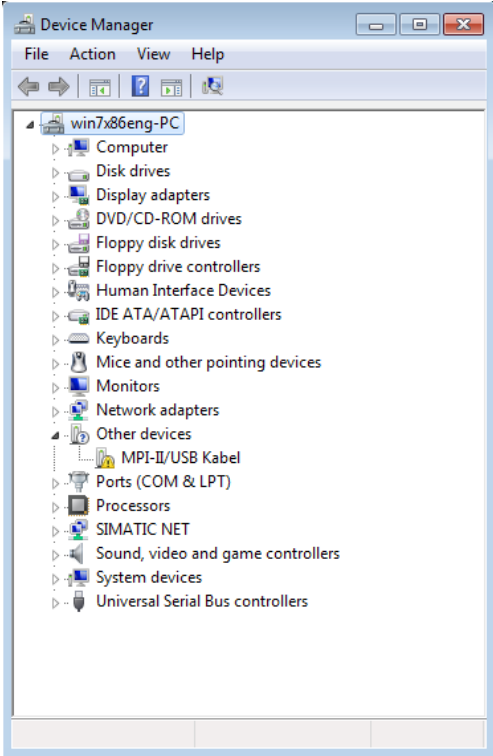 Device Manager
File Action View Help
win7x86eng-PC
Computer
Disk drives
Display adapters
DVD/CD-ROM drives
Floppy disk drives
Floppy drive controllers
Human Interface Devices
IDE ATA/ATAPI controllers
Keyboards
Mice and other pointing devices
Monitors
Network adapters
Other devices
MPI-II/USB Kabel
Ports (COM & LPT)
Processors
SIMATIC NET
Sound, video and game controllers
System devices
Universal Serial Bus controllers